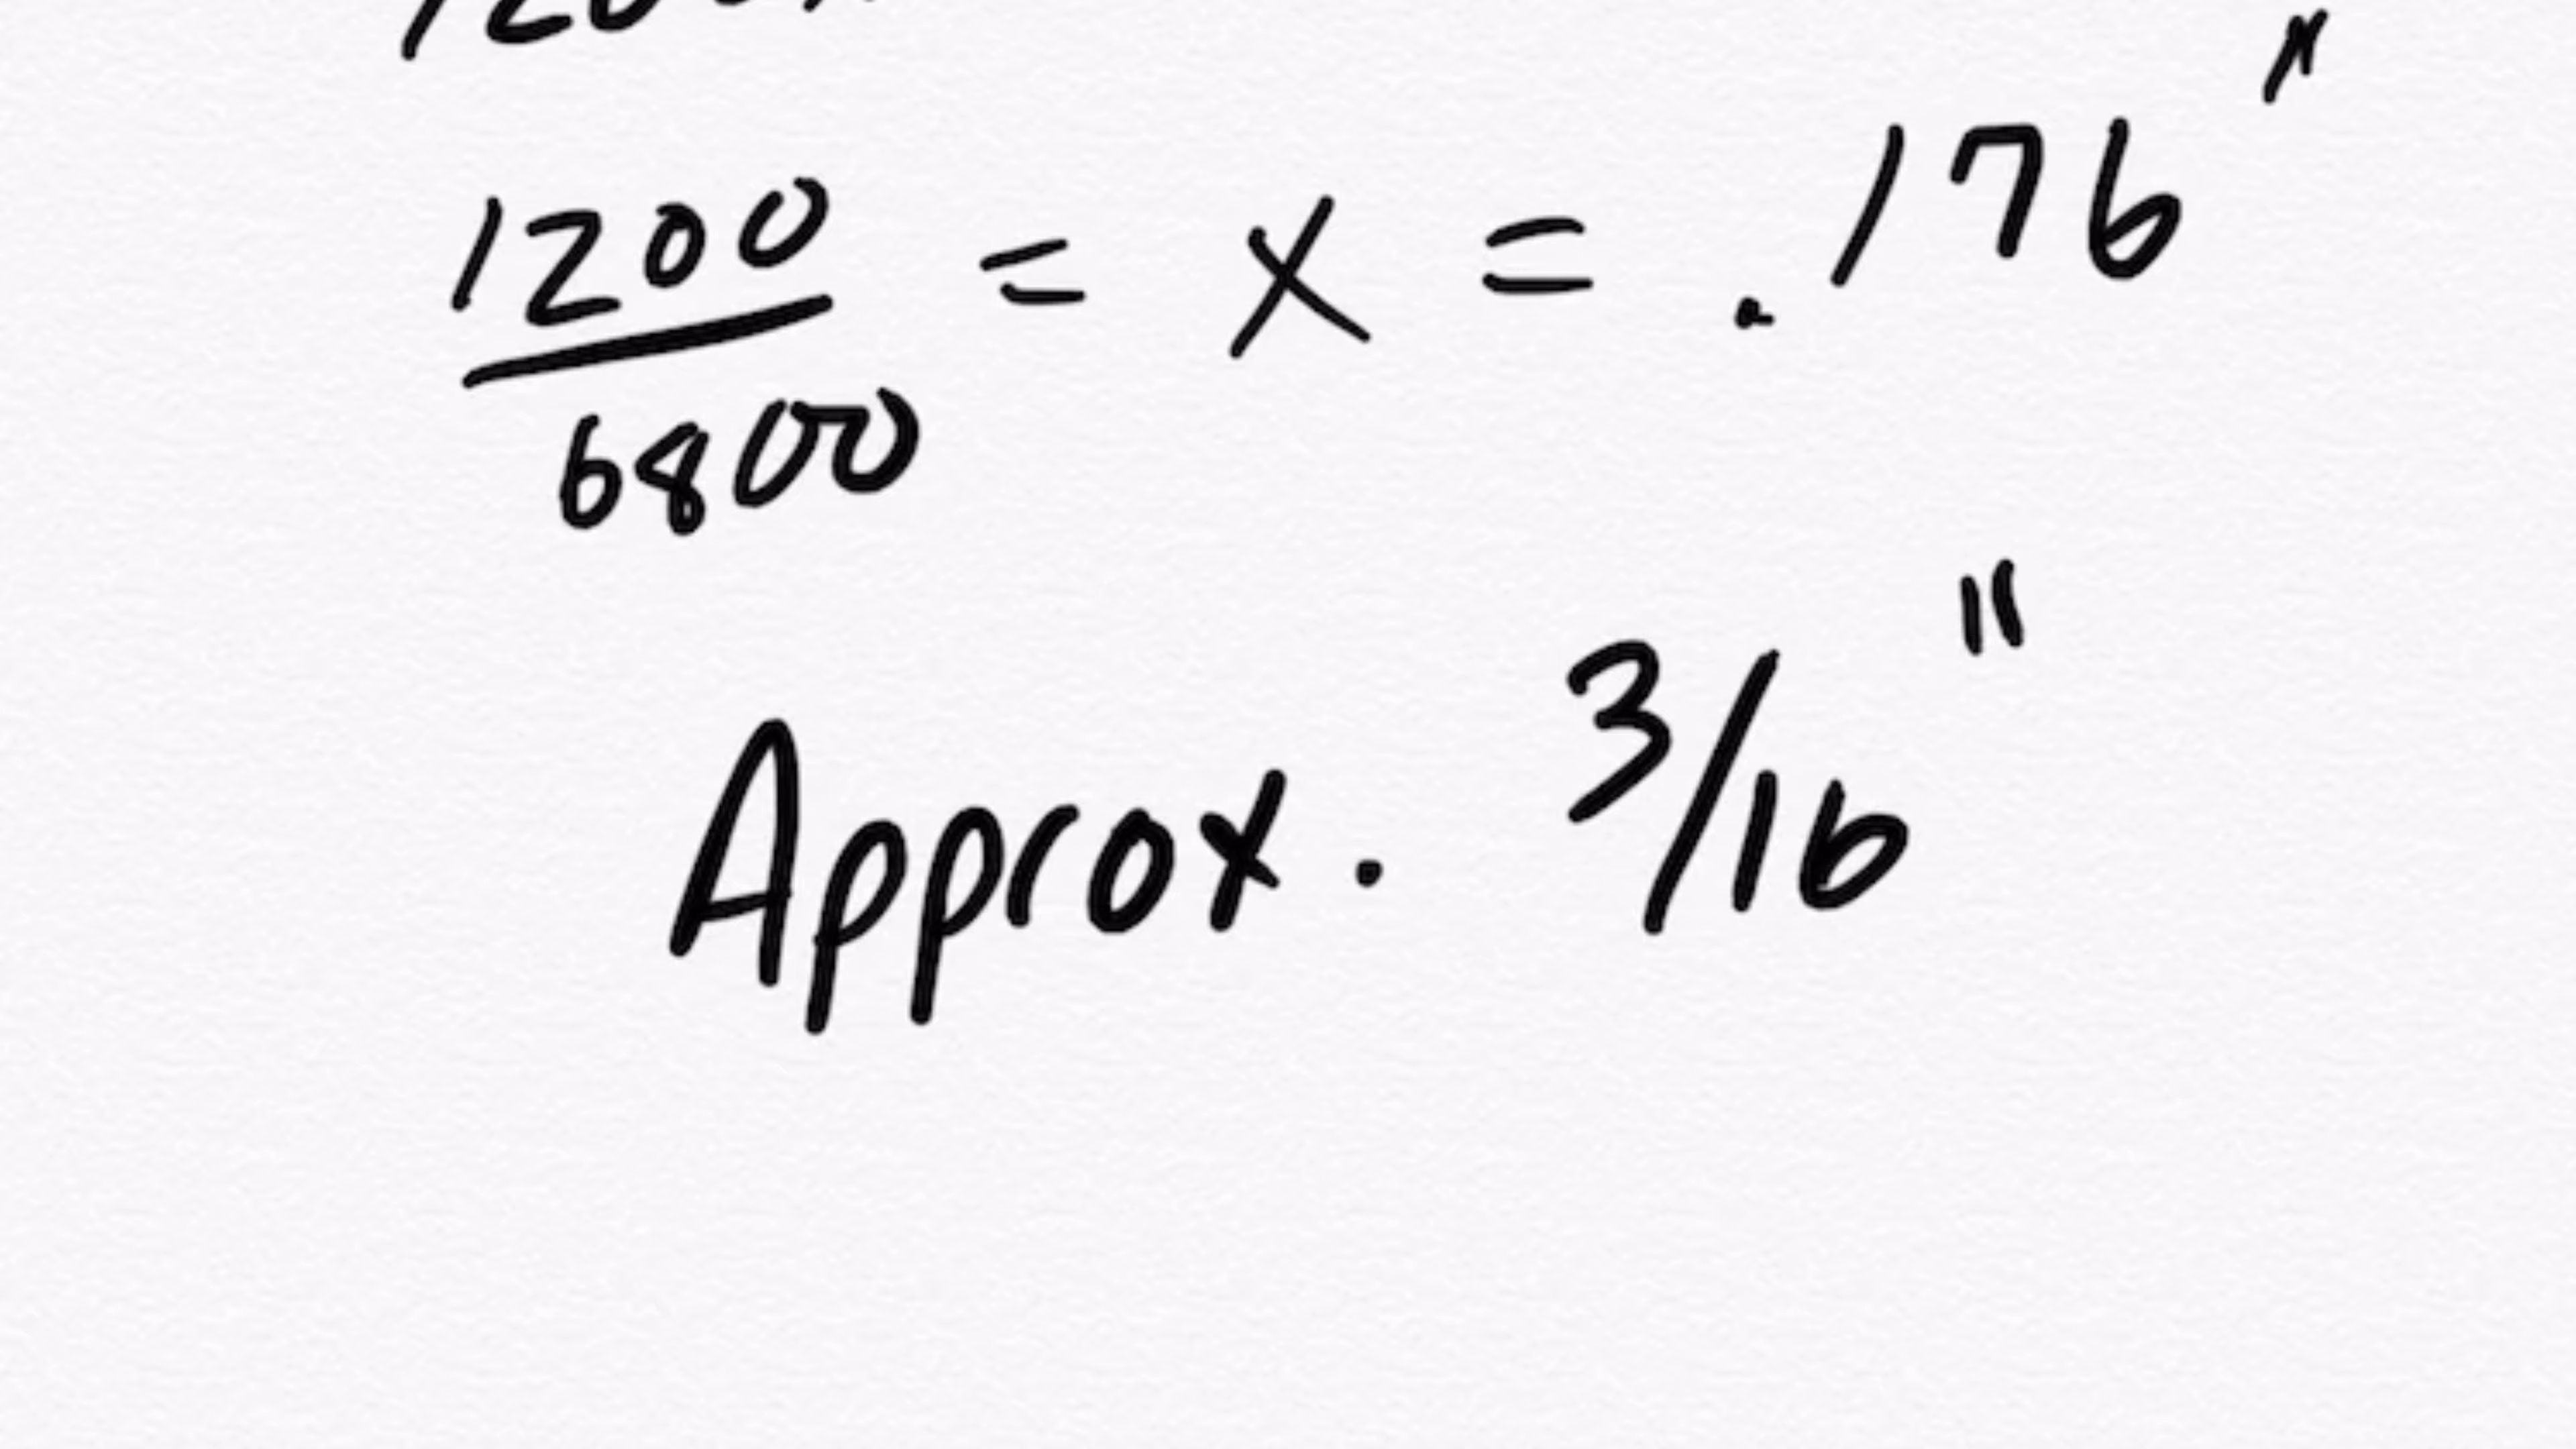 1200
/6800 = X = .176"
Approx. 3/16"